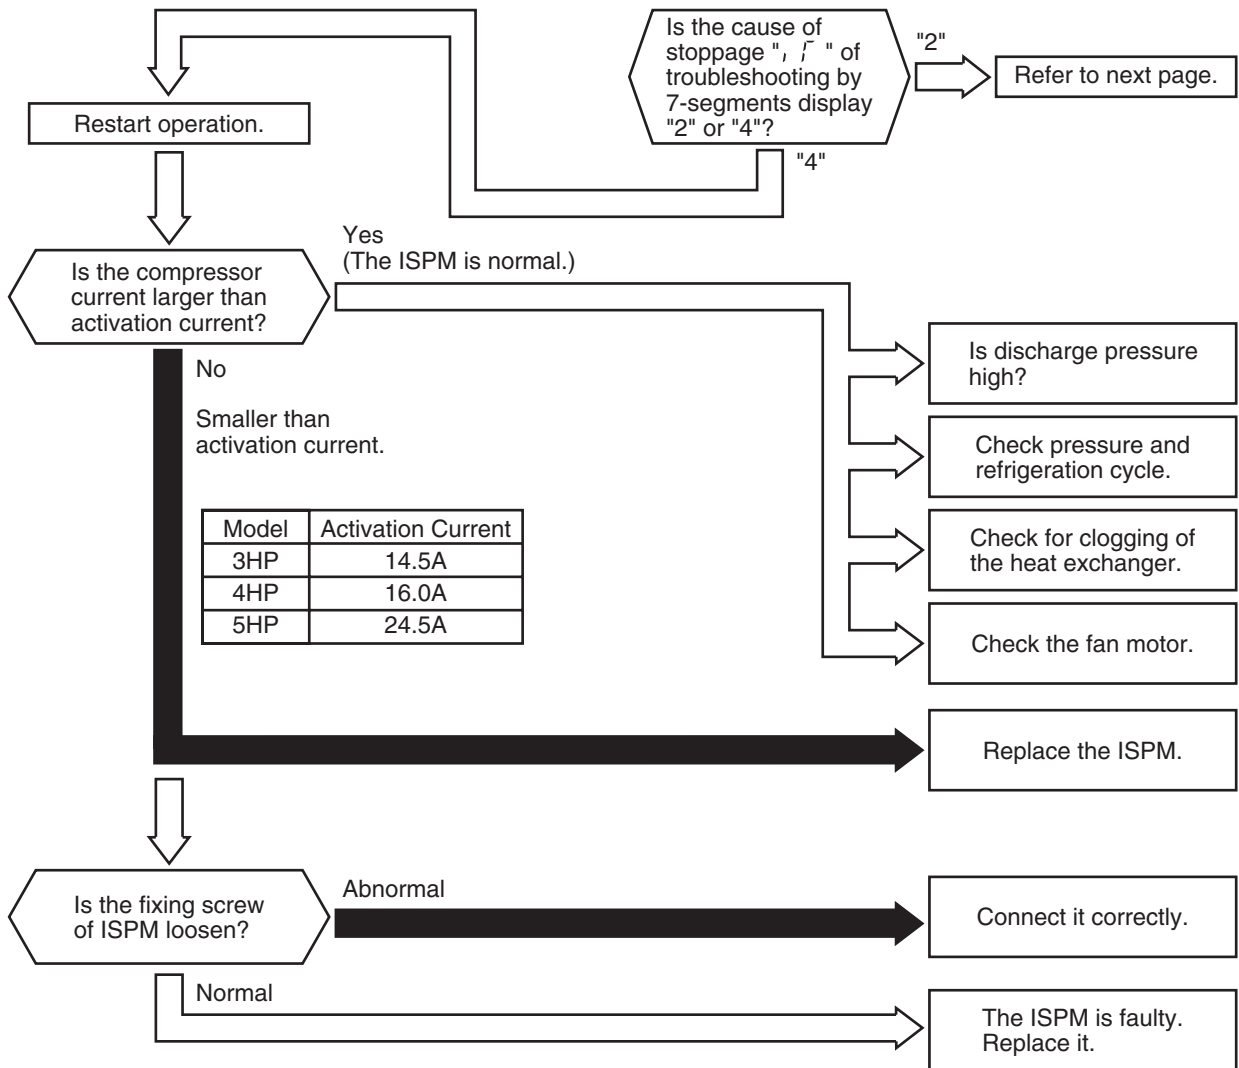 Is the cause of
stoppage " " of
troubleshooting by
7-segments display
"2" or "4"?
"2"
Refer to next page.
"4"
Restart operation.
Is the compressor
current larger than
activation current?
Yes
(The ISPM is normal.)
Is discharge pressure
high?
Check pressure and
refrigeration cycle.
Check for clogging of
the heat exchanger.
Check the fan motor.
No
Smaller than
activation current.
Model Activation Current
3HP 14.5A
4HP 16.0A
5HP 24.5A
Replace the ISPM.
Is the fixing screw
of ISPM loosen?
Abnormal
Connect it correctly.
Normal
The ISPM is faulty.
Replace it.